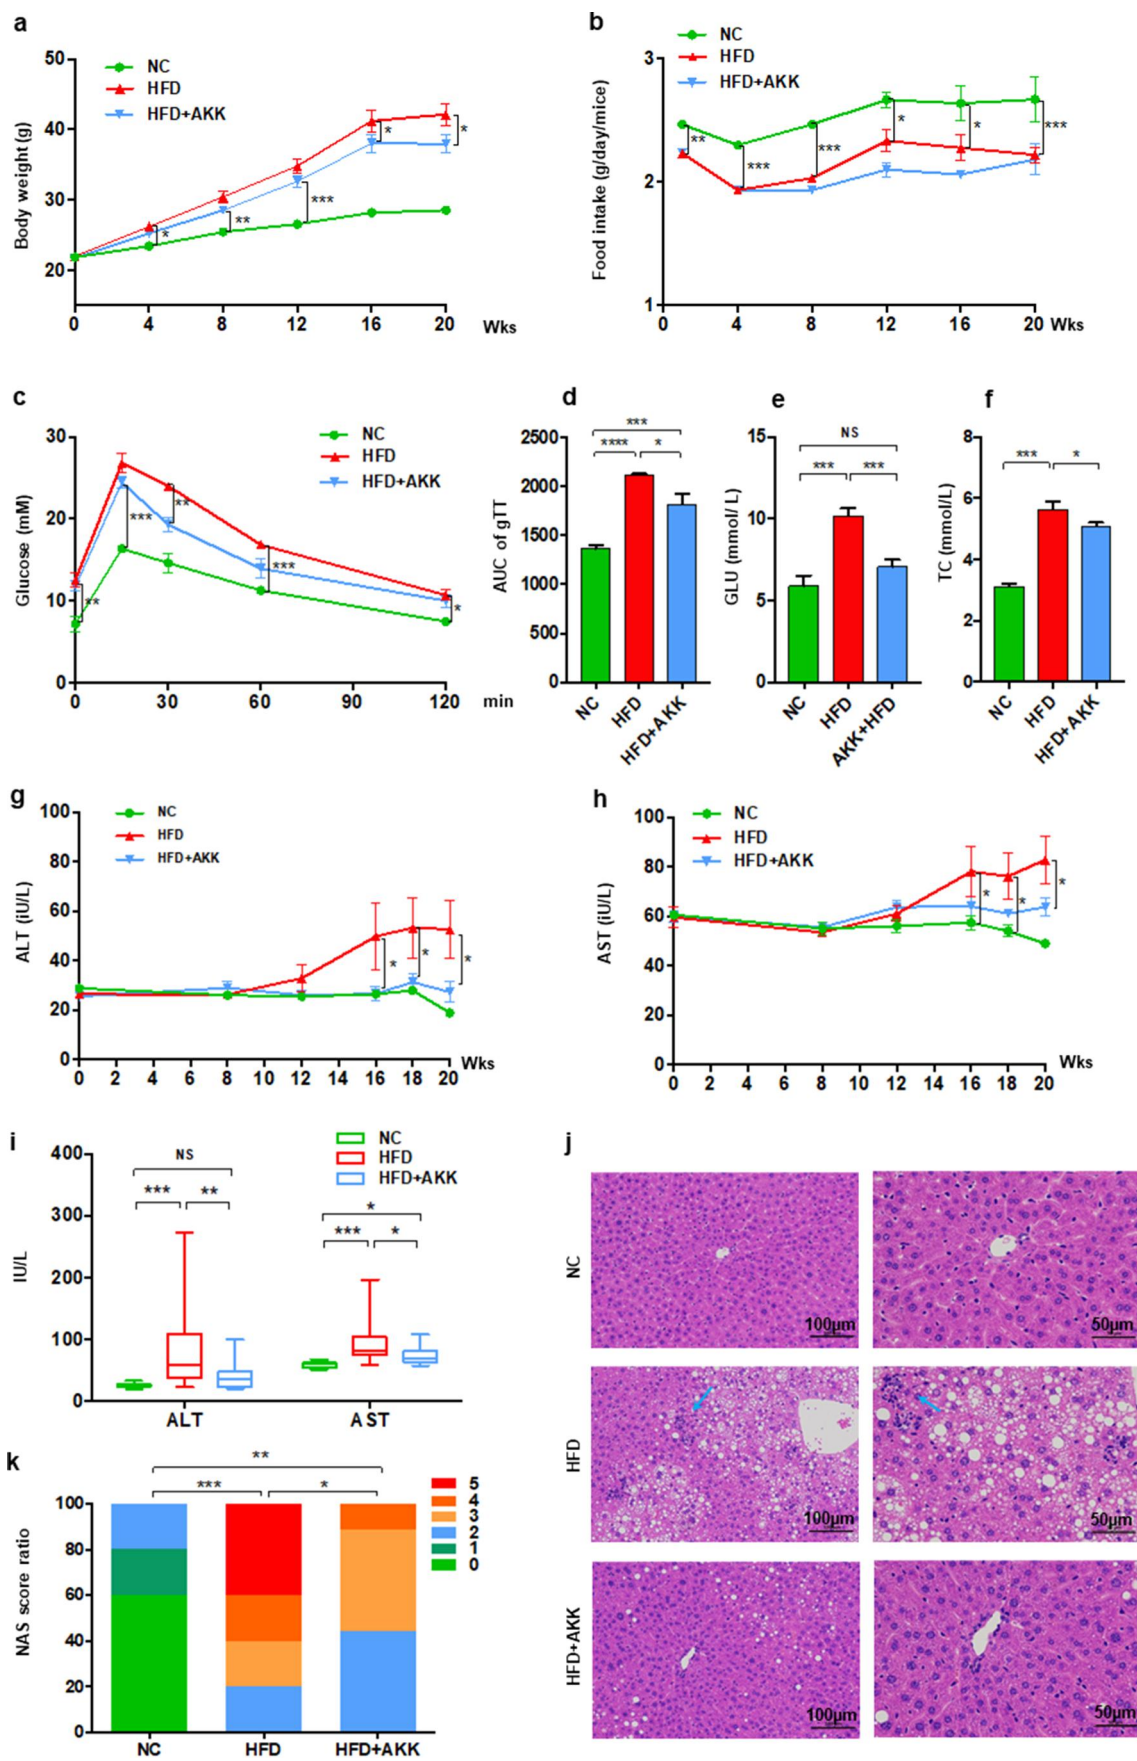 a
NC
HFD
HFD+AKK
Body weight (g)
50
40
30
20
*
**
***
*
*
0 4 8 12 16 20 Wks
b
NC
HFD
HFD+AKK
Food intake (g/day/mice)
3
2
1
**
***
***
*
*
***
0 4 8 12 16 20 Wks
c
NC
HFD
HFD+AKK
Glucose (mM)
30
20
10
0
**
***
**
***
*
0 30 60 90 120 min
d
AUC of gTT
2500
2000
1500
1000
500
0
***
**** *
NC HFD HFD+AKK
e
GLU (mmol/ L)
15
10
5
0
NS
*** ***
NC HFD AKK+HFD
f
TC (mmol/L)
8
6
4
2
0
*** *
NC HFD HFD+AKK
g
NC
HFD
HFD+AKK
ALT (iU/L)
100
80
60
40
20
0
*
*
*
0 2 4 6 8 10 12 14 16 18 20 Wks
h
NC
HFD
HFD+AKK
AST (iU/L)
100
80
60
40
20
0
*
*
*
0 2 4 6 8 10 12 14 16 18 20 Wks
i
NC
HFD
HFD+AKK
IU/L
400
300
200
100
0
NS
*** **
*
*** *
ALT AST
j
NC
100μm 50μm
HFD
100μm 50μm
HFD+AKK
100μm 50μm
k
NAS score ratio
100
80
60
40
20
0
**
*** *
5
4
3
2
1
0
NC HFD HFD+AKK